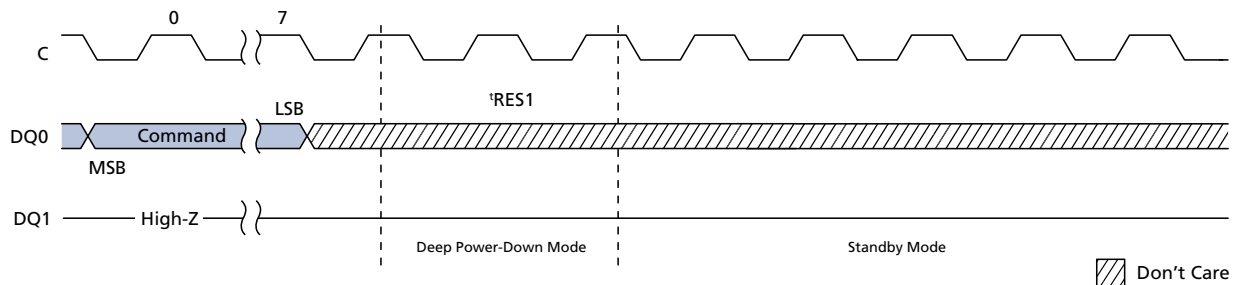 0 7
C
LSB
ᵗRES1
DQ0
Command
MSB
DQ1
High-Z
Deep Power-Down Mode
Standby Mode
Don't Care